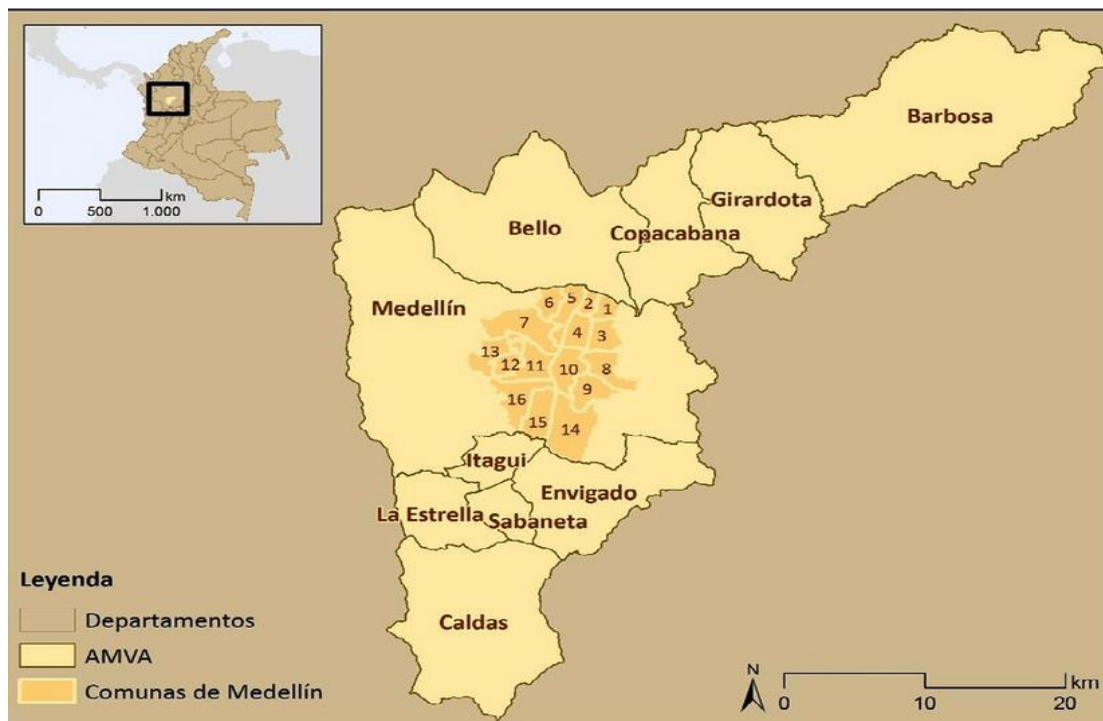 km
0 500 1.000
Barbosa
Girardota
Copacabana
Bello
Medellín
6 5 2 1
7 4 3
13 12 11 10 8
9
16
15 14
Itagui
Envigado
La Estrella
Sabaneta
Caldas
Leyenda
Departamentos
AMVA
Comunas de Medellín
N
km
0 10 20